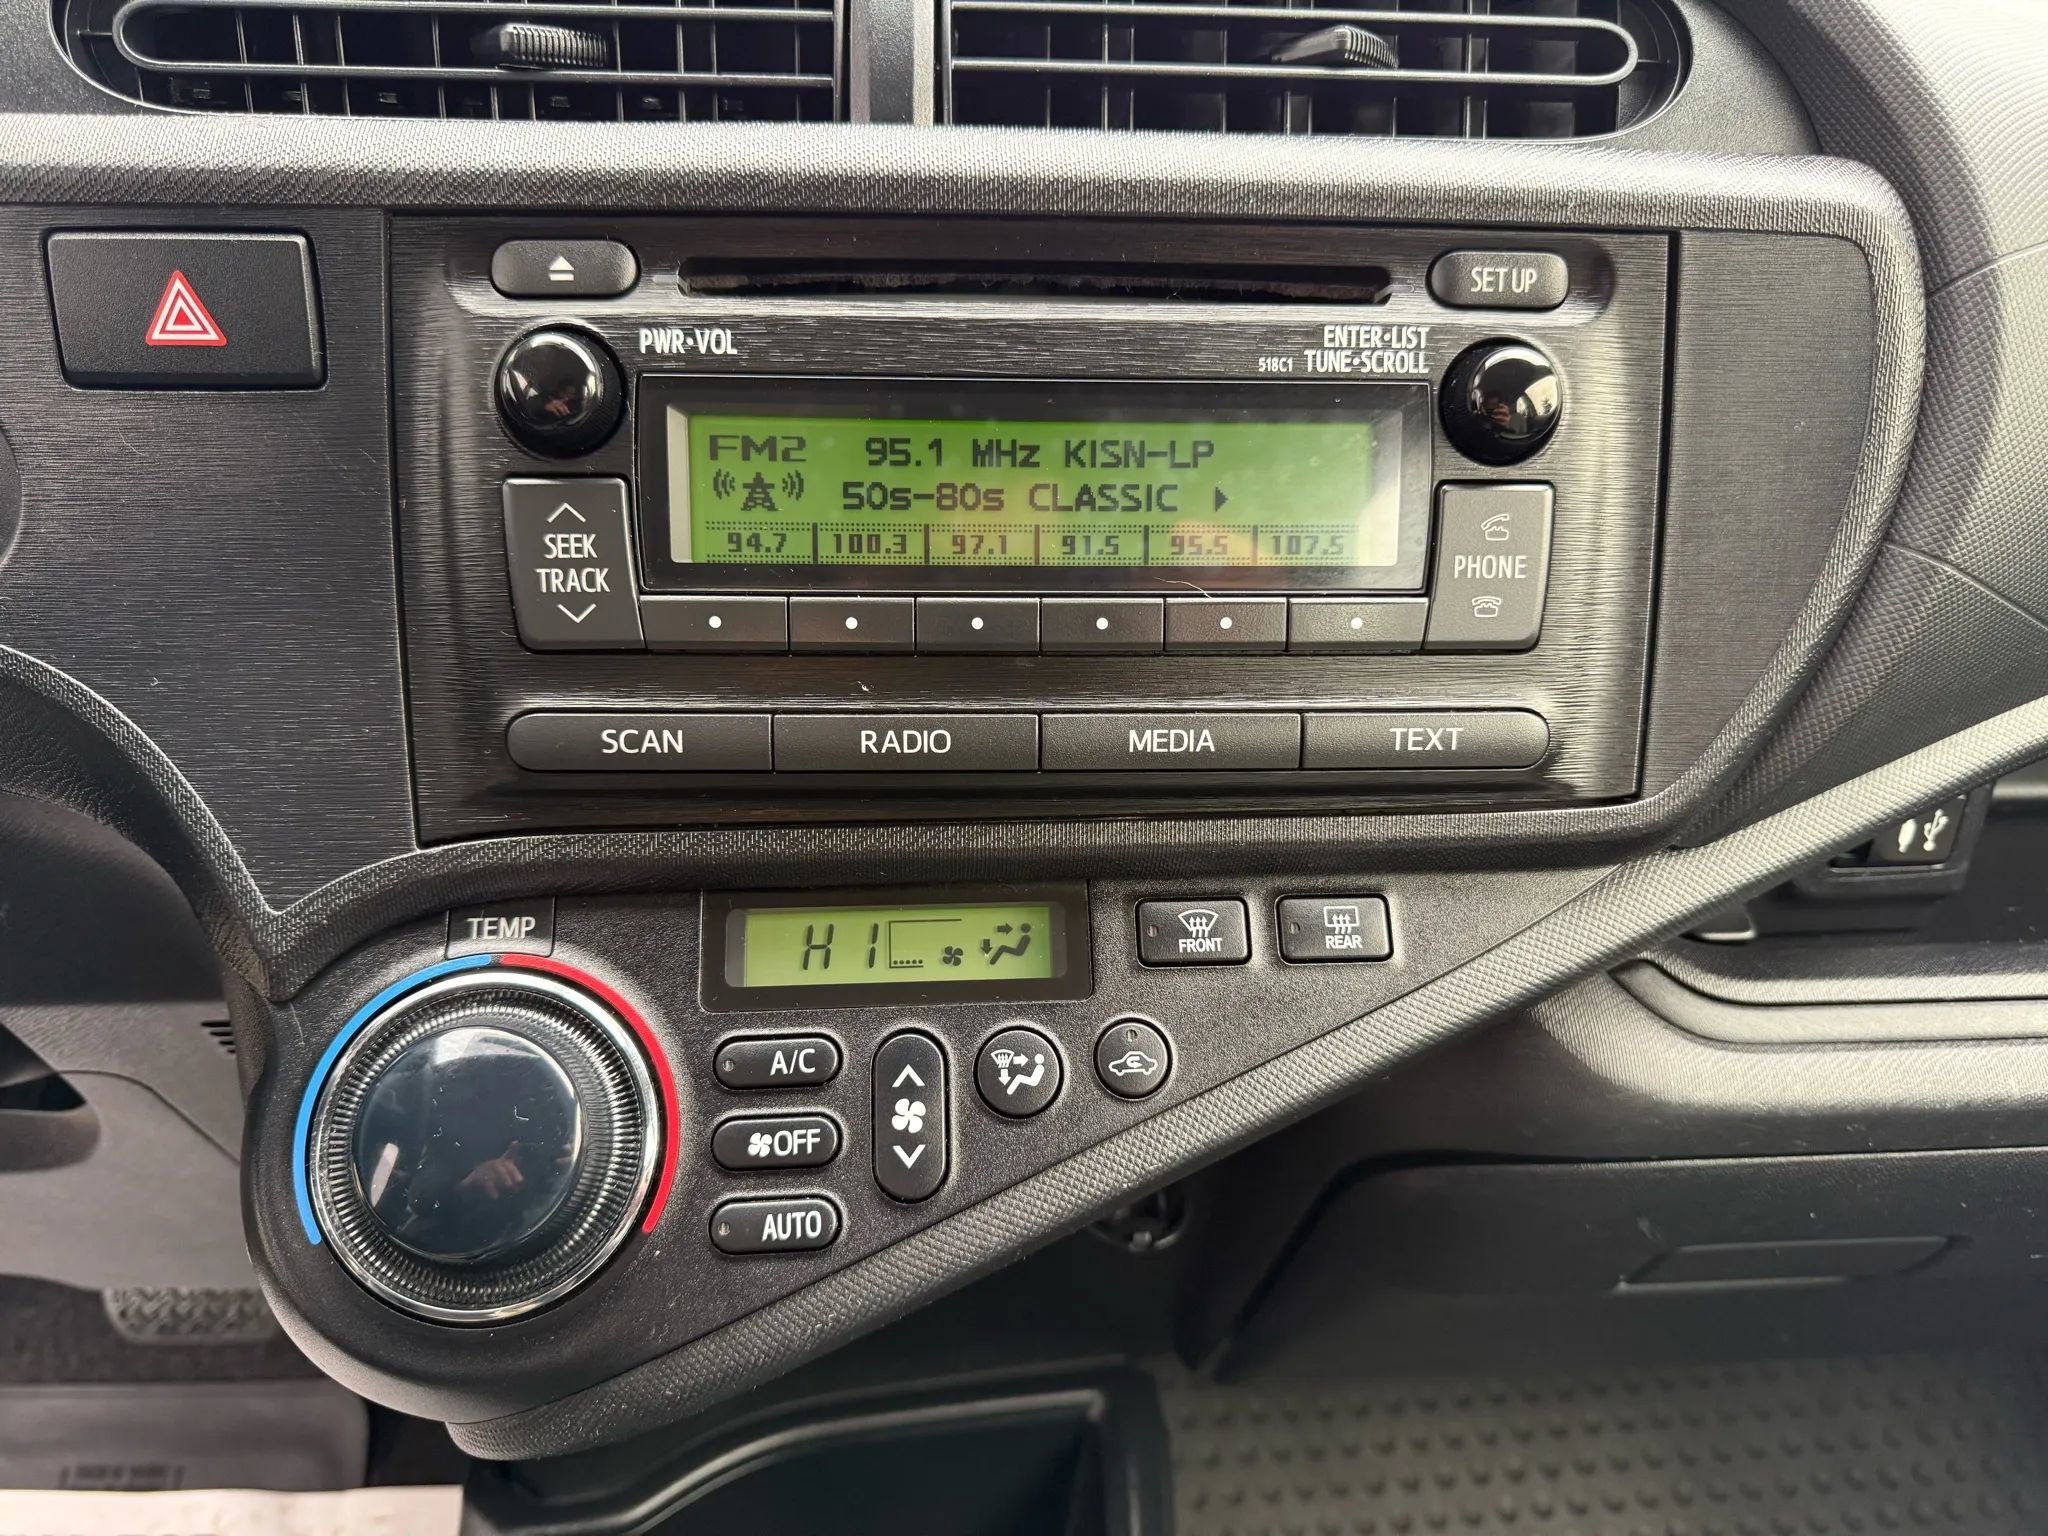 SET UP
PWR•VOL
ENTER•LIST
518C1 TUNE•SCROLL
FM2 95.1 MHz KISN-LP
50s-80s CLASSIC
94.7 100.3 97.1 91.5 95.5 107.5
SEEK
TRACK
PHONE
SCAN RADIO MEDIA TEXT
TEMP
HI
FRONT
REAR
A/C
OFF
AUTO